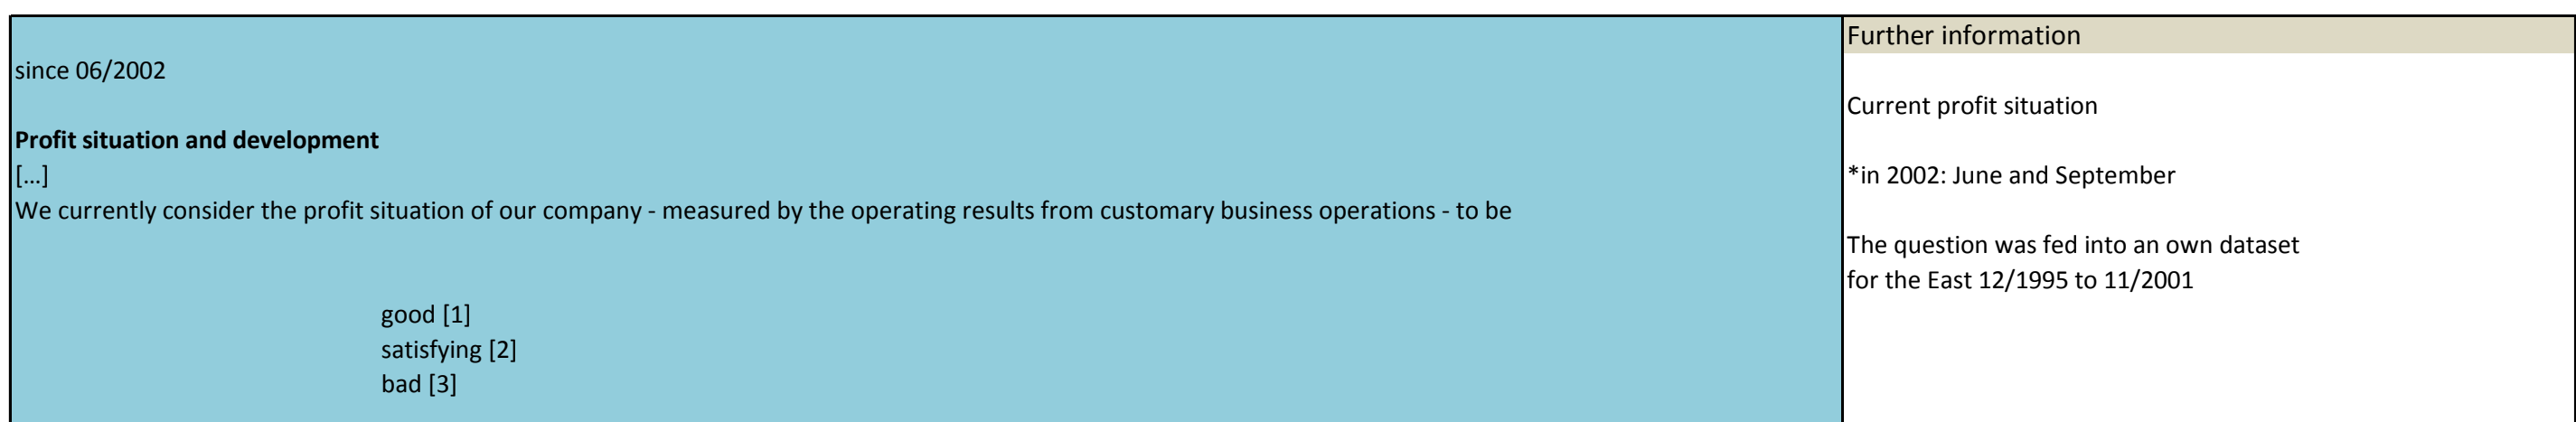 since 06/2002
Profit situation and development
[…]
We currently consider the profit situation of our company - measured by the operating results from customary business operations - to be
good [1]
satisfying [2]
bad [3]
Further information
Current profit situation
*in 2002: June and September
The question was fed into an own dataset
for the East 12/1995 to 11/2001